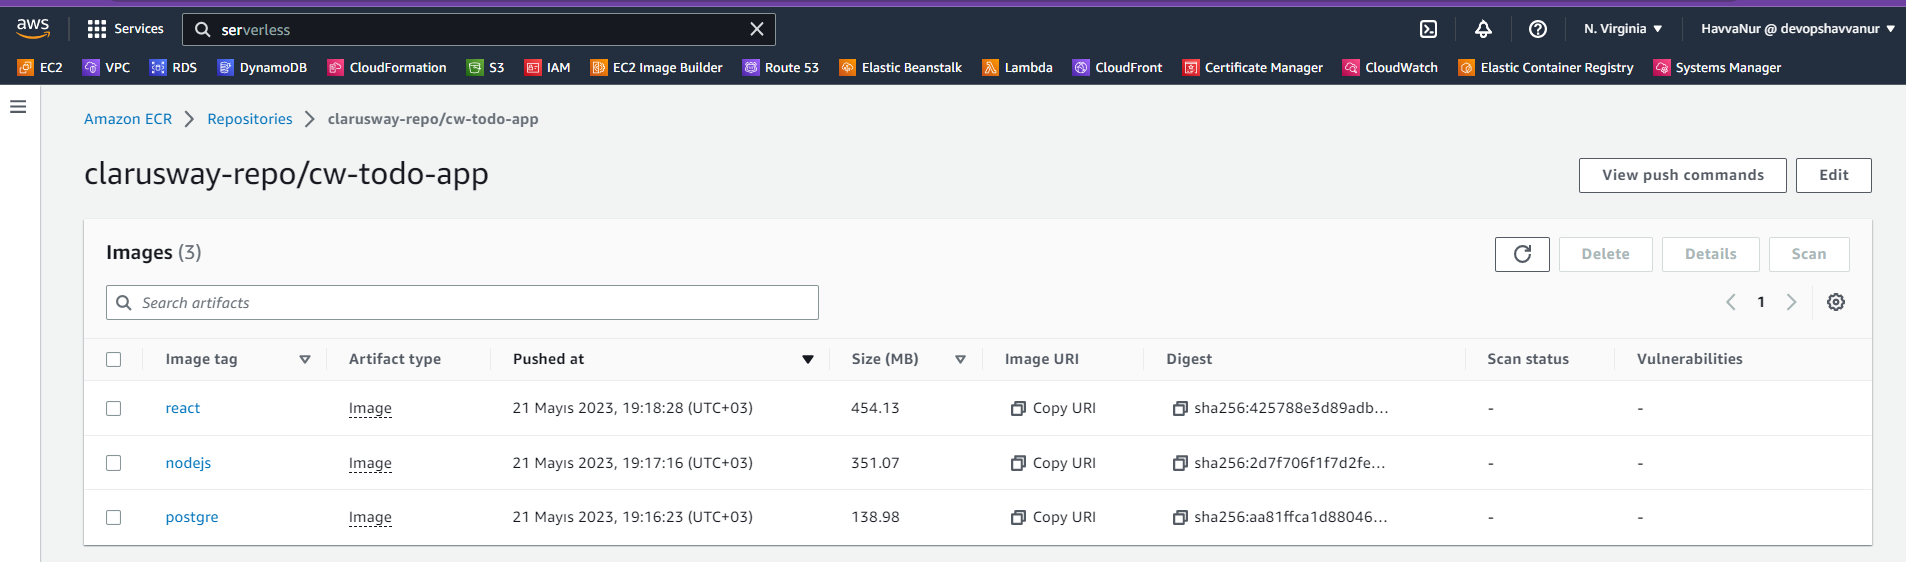 aws Services serverless N. Virginia HavvaNur @ devopshavvanur
EC2 VPC RDS DynamoDB CloudFormation S3 IAM EC2 Image Builder Route 53 Elastic Beanstalk Lambda CloudFront Certificate Manager CloudWatch Elastic Container Registry Systems Manager
Amazon ECR Repositories clarusway-repo/cw-todo-app
clarusway-repo/cw-todo-app View push commands Edit
Images (3) Delete Details Scan
Search artifacts 1
Image tag Artifact type Pushed at Size (MB) Image URI Digest Scan status Vulnerabilities
react Image 21 Mayıs 2023, 19:18:28 (UTC+03) 454.13 Copy URI sha256:425788e3d89adb... - -
nodejs Image 21 Mayıs 2023, 19:17:16 (UTC+03) 351.07 Copy URI sha256:2d7f706f1f7d2fe... - -
postgre Image 21 Mayıs 2023, 19:16:23 (UTC+03) 138.98 Copy URI sha256:aa81ffca1d88046... - -